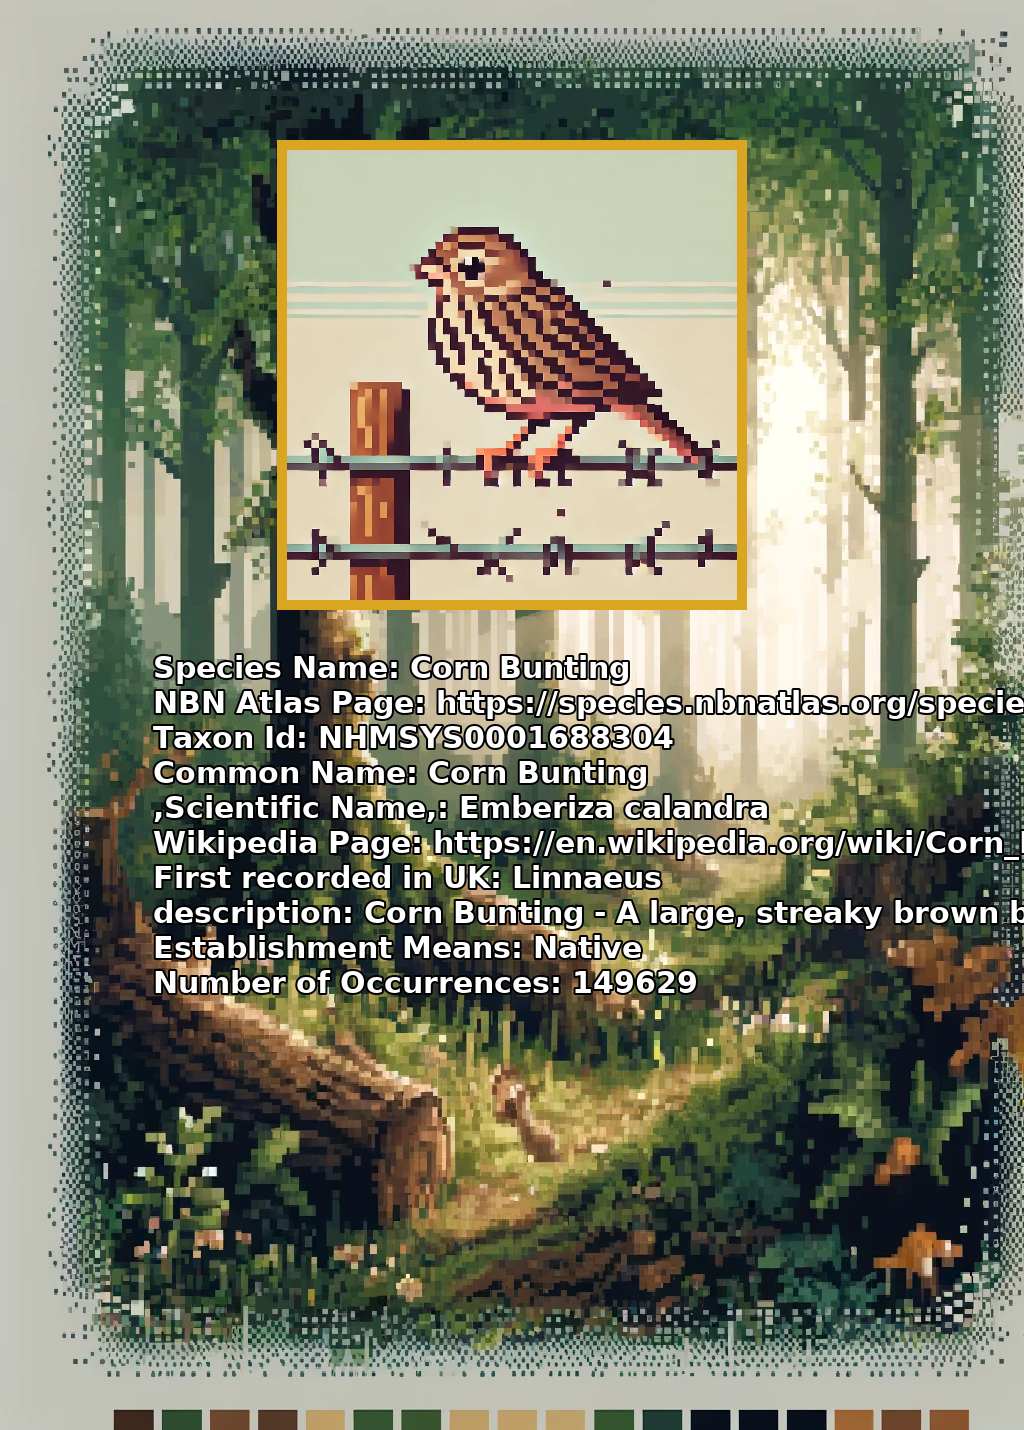 Species Name: Corn Bunting
NBN Atlas Page: https://species.nbnatlas.org/specie
Taxon Id: NHMSYS0001688304
Common Name: Corn Bunting
,Scientific Name,: Emberiza calandra
Wikipedia Page: https://en.wikipedia.org/wiki/Corn_
First recorded in UK: Linnaeus
description: Corn Bunting - A large, streaky brown b
Establishment Means: Native
Number of Occurrences: 149629